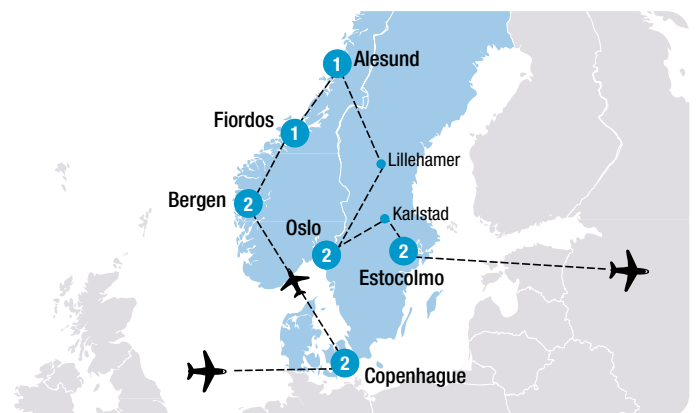 1 Alesund
Fiordos
1
Lillehamer
Bergen 2
Karlstad
Oslo
2
2
Estocolmo
2
Copenhague